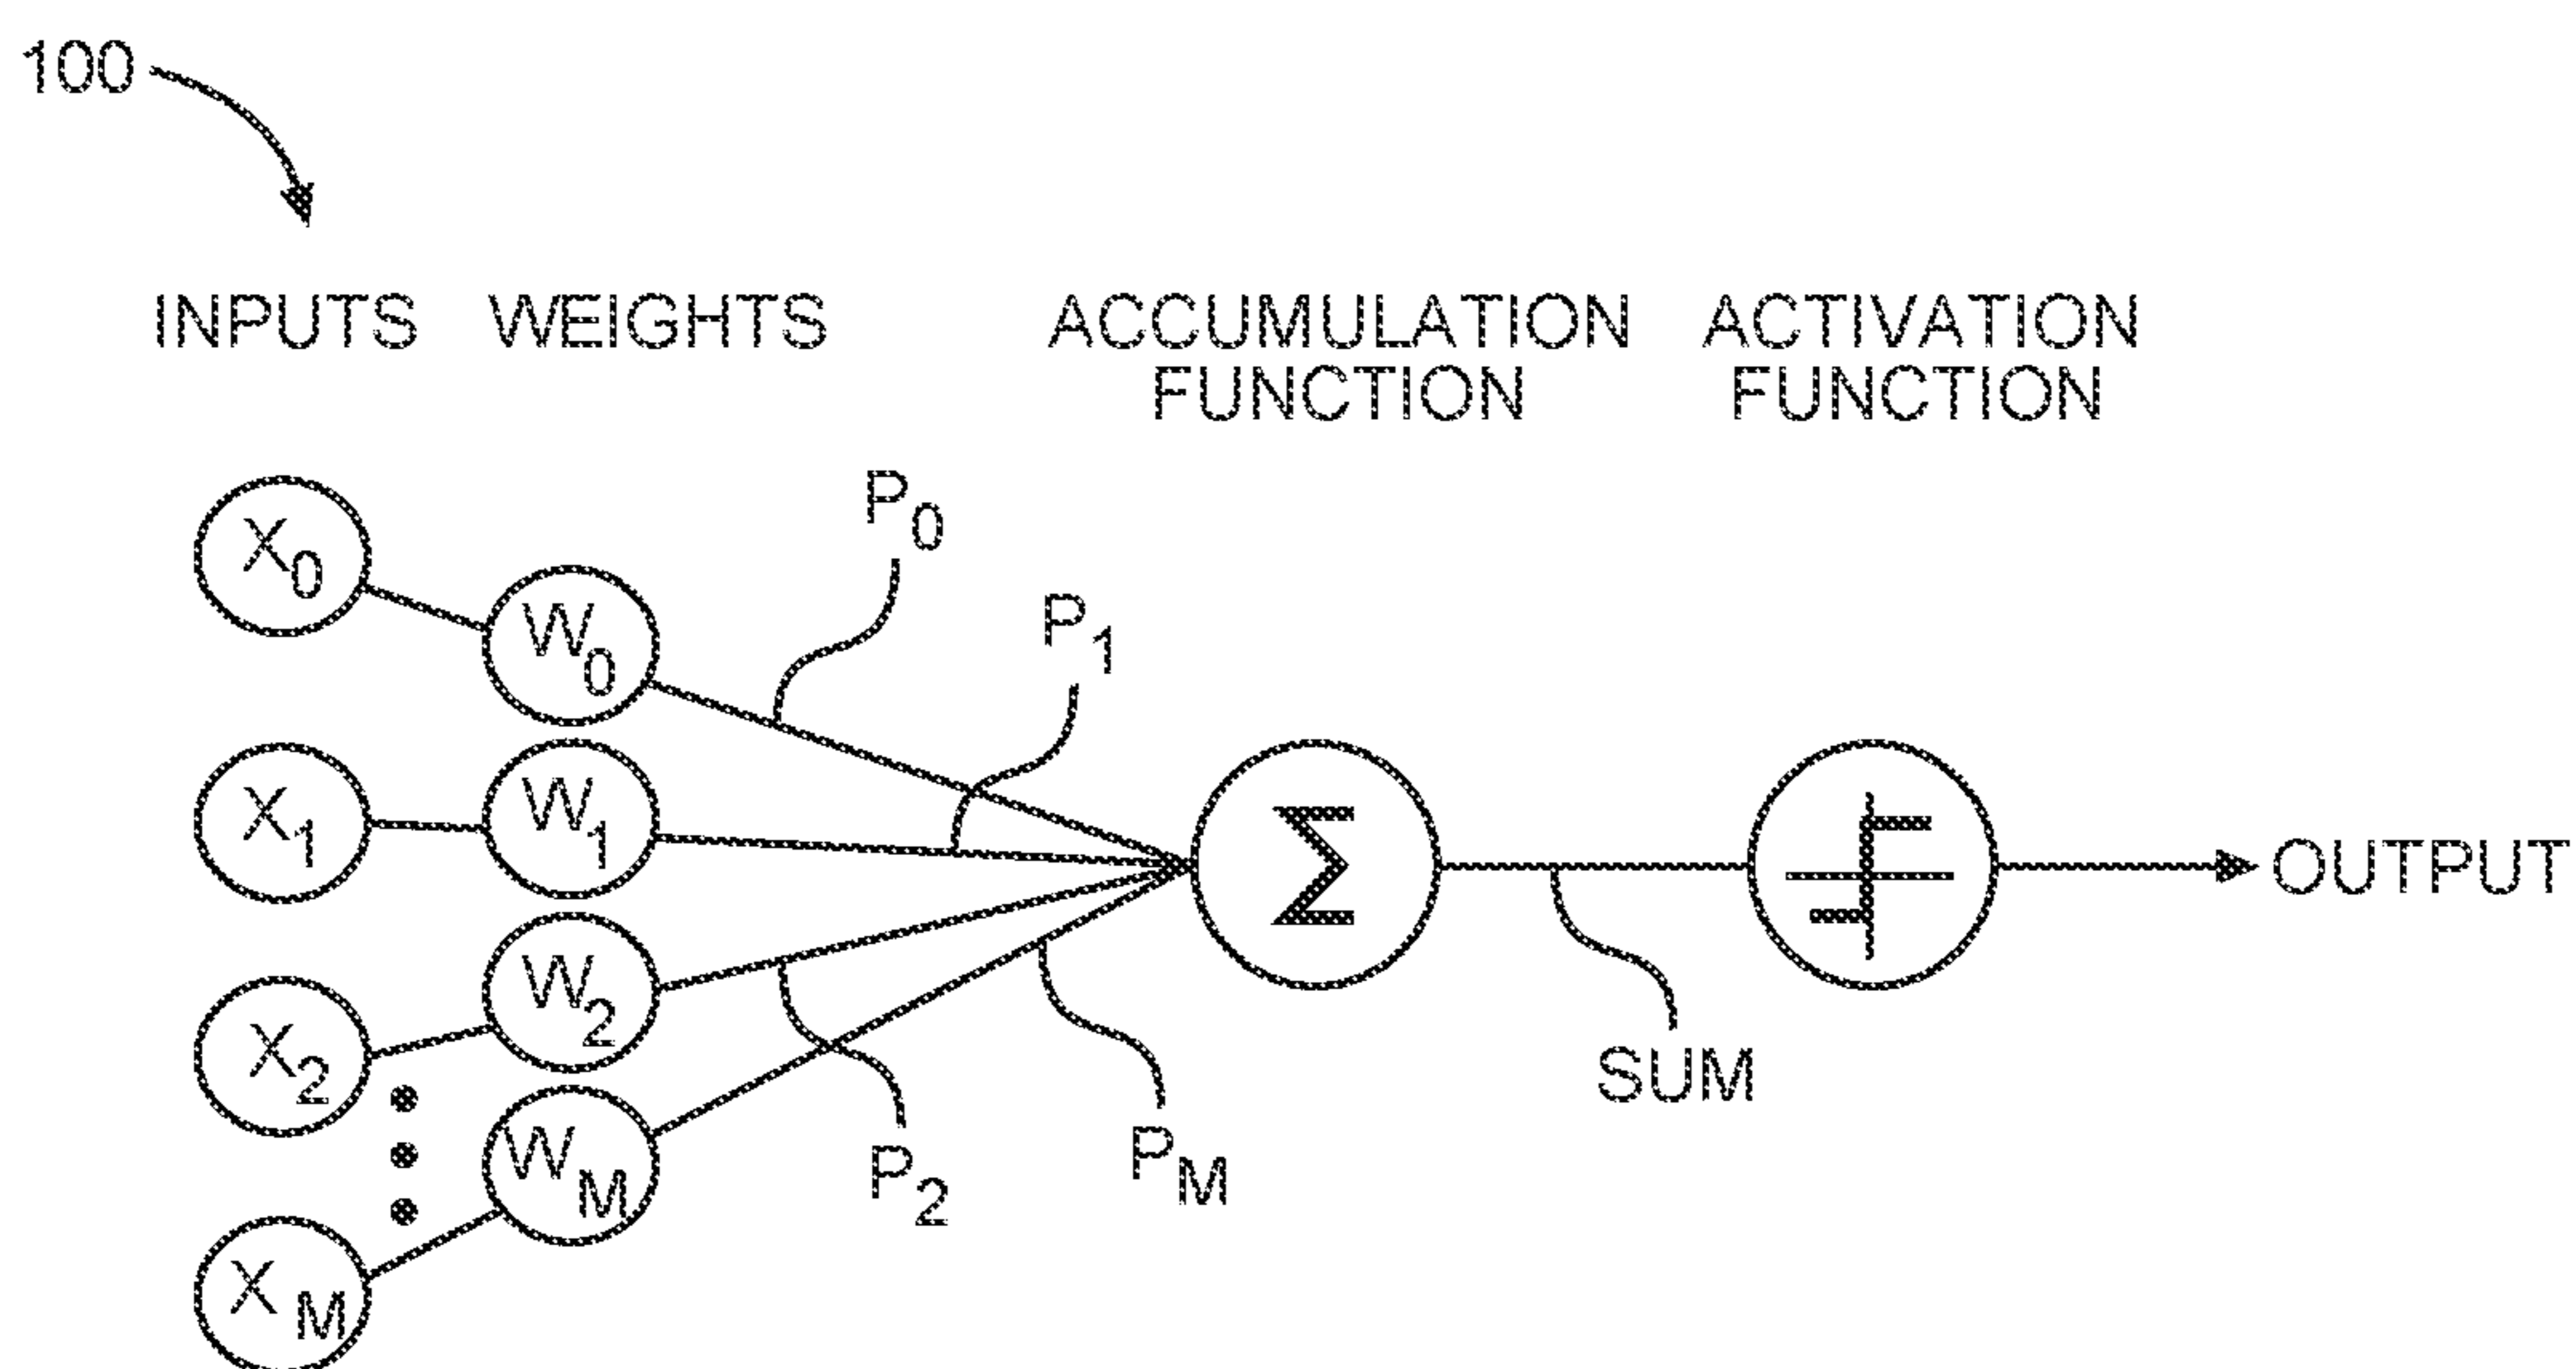 100
INPUTS WEIGHTS ACCUMULATION FUNCTION ACTIVATION FUNCTION
P0
X0
W0
P1
X1
W1
Σ
OUTPUT
W2
X2
SUM
WM
P2
PM
XM